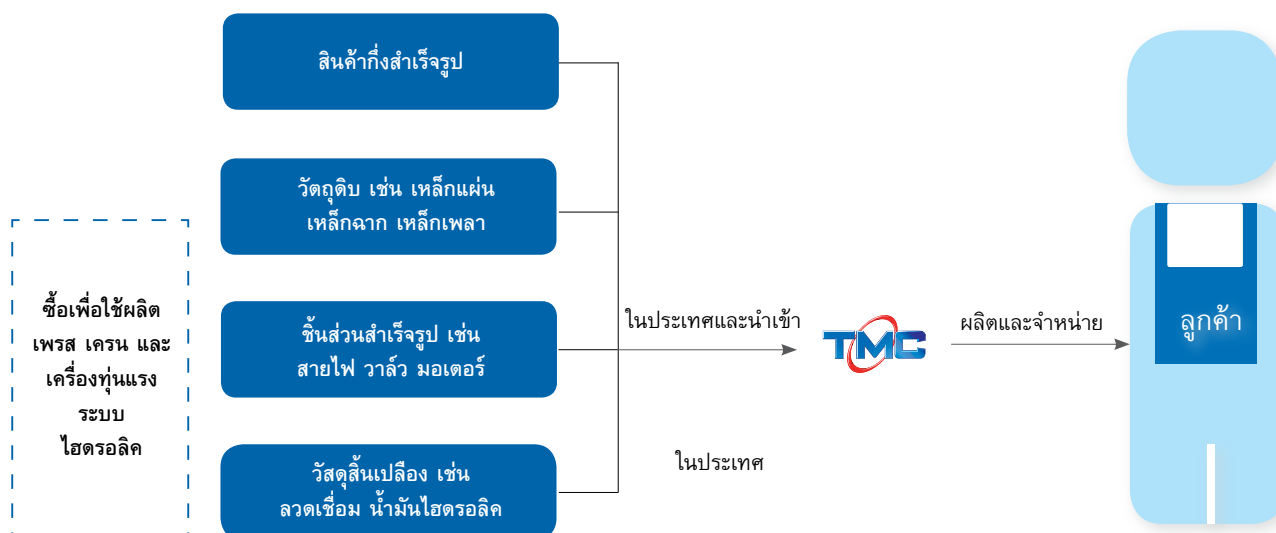 สินค้ากึ่งสำเร็จรูป
วัตถุดิบ เช่น เหล็กแผ่น
เหล็กฉาก เหล็กเพลา
ซื้อเพื่อใช้ผลิต
เพรส เครน และ
เครื่องทุ่นแรง
ระบบ
ไฮดรอลิค
ชิ้นส่วนสำเร็จรูป เช่น
สายไฟ วาล์ว มอเตอร์
วัสดุสิ้นเปลือง เช่น
ลวดเชื่อม น้ำมันไฮดรอลิค
ในประเทศและนำเข้า
ในประเทศ
TMC
ผลิตและจำหน่าย
ลูกค้า